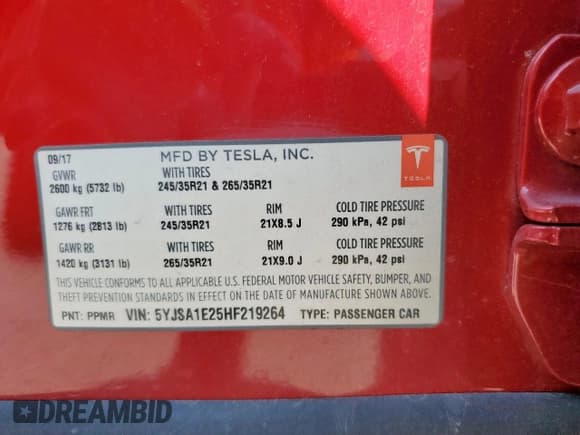 09/17
MFD BY TESLA, INC.
GVWR
WITH TIRES
2600 kg (5732 lb)
245/35R21 & 265/35R21
TESLA
GAWR FRT
WITH TIRES
RIM
COLD TIRE PRESSURE
1276 kg (2813 lb)
245/35R21
21X8.5 J
290 kPa, 42 psi
GAWR RR
WITH TIRES
RIM
COLD TIRE PRESSURE
1420 kg (3131 lb)
265/35R21
21X9.0 J
290 kPa, 42 psi
THIS VEHICLE CONFORMS TO ALL APPLICABLE U.S. FEDERAL MOTOR VEHICLE SAFETY, BUMPER, AND
THEFT PREVENTION STANDARDS IN EFFECT ON THE DATE OF MANUFACTURE SHOWN ABOVE.
PNT: PPMR VIN: 5YJSA1E25HF219264 TYPE: PASSENGER CAR
DREAMBID